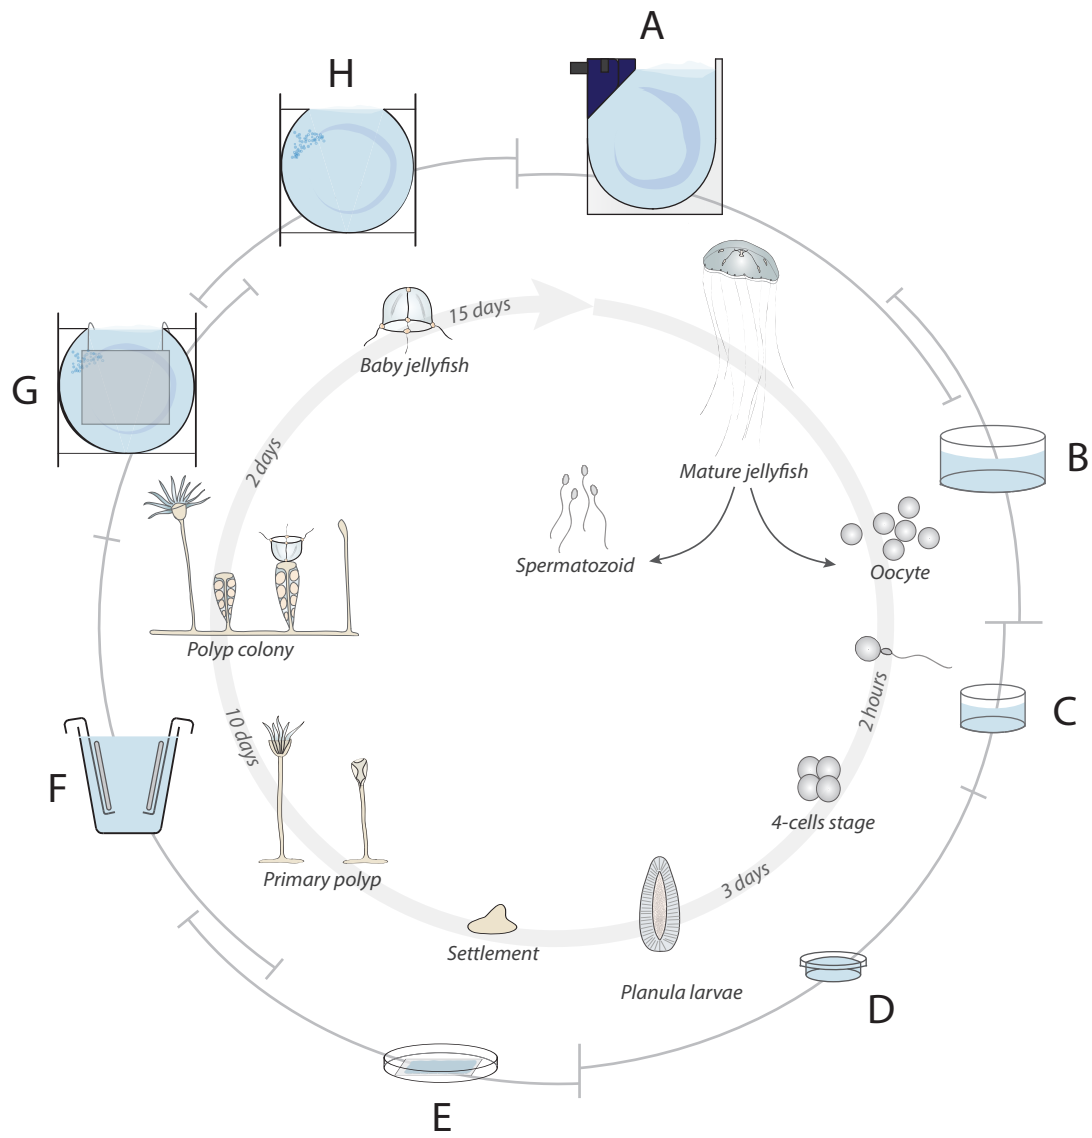 A
H
15 days
Baby jellyfish
G
2 days
Mature jellyfish
B
Spermatozoid
Oocyte
Polyp colony
2 hours
C
10 days
F
4-cells stage
Primary polyp
3 days
Settlement
Planula larvae
D
E